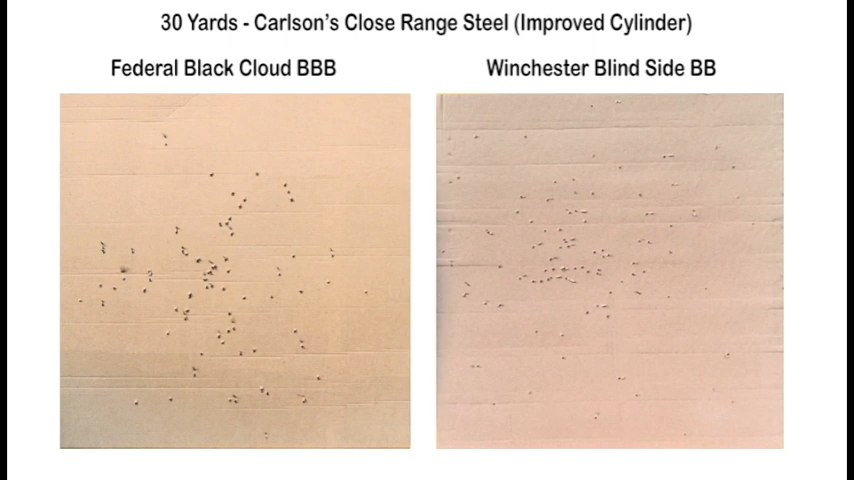 30 Yards - Carlson's Close Range Steel (Improved Cylinder)
Federal Black Cloud BBB
Winchester Blind Side BB